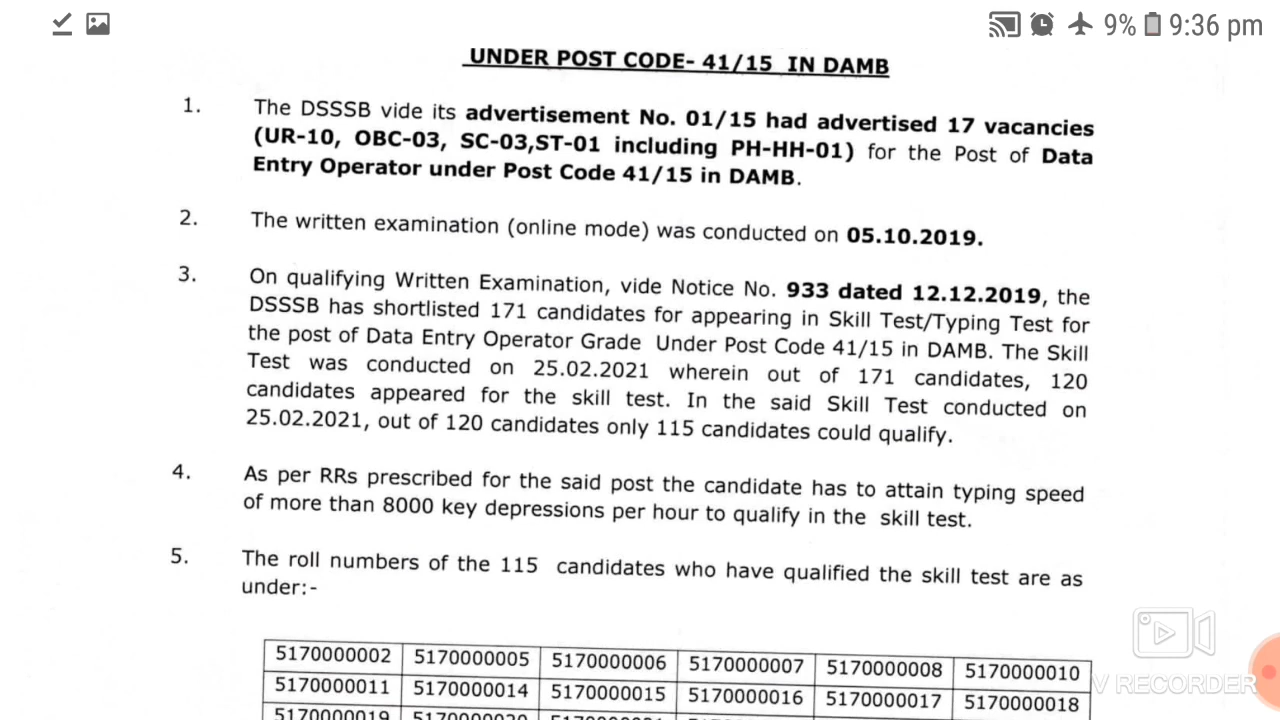 9% 9:36 pm
UNDER POST CODE- 41/15 IN DAMB
1. The DSSSB vide its advertisement No. 01/15 had advertised 17 vacancies
(UR-10, OBC-03, SC-03,ST-01 including PH-HH-01) for the Post of Data
Entry Operator under Post Code 41/15 in DAMB.
2. The written examination (online mode) was conducted on 05.10.2019.
3. On qualifying Written Examination, vide Notice No. 933 dated 12.12.2019, the
DSSSB has shortlisted 171 candidates for appearing in Skill Test/Typing Test for
the post of Data Entry Operator Grade Under Post Code 41/15 in DAMB. The Skill
Test was conducted on 25.02.2021 wherein out of 171 candidates, 120
candidates appeared for the skill test. In the said Skill Test conducted on
25.02.2021, out of 120 candidates only 115 candidates could qualify.
4. As per RRs prescribed for the said post the candidate has to attain typing speed
of more than 8000 key depressions per hour to qualify in the skill test.
5. The roll numbers of the 115 candidates who have qualified the skill test are as
under:-
5170000002 5170000005 5170000006 5170000007 5170000008 5170000010
5170000011 5170000014 5170000015 5170000016 5170000017 5170000018
5170000019 5170000020
V RECORDER